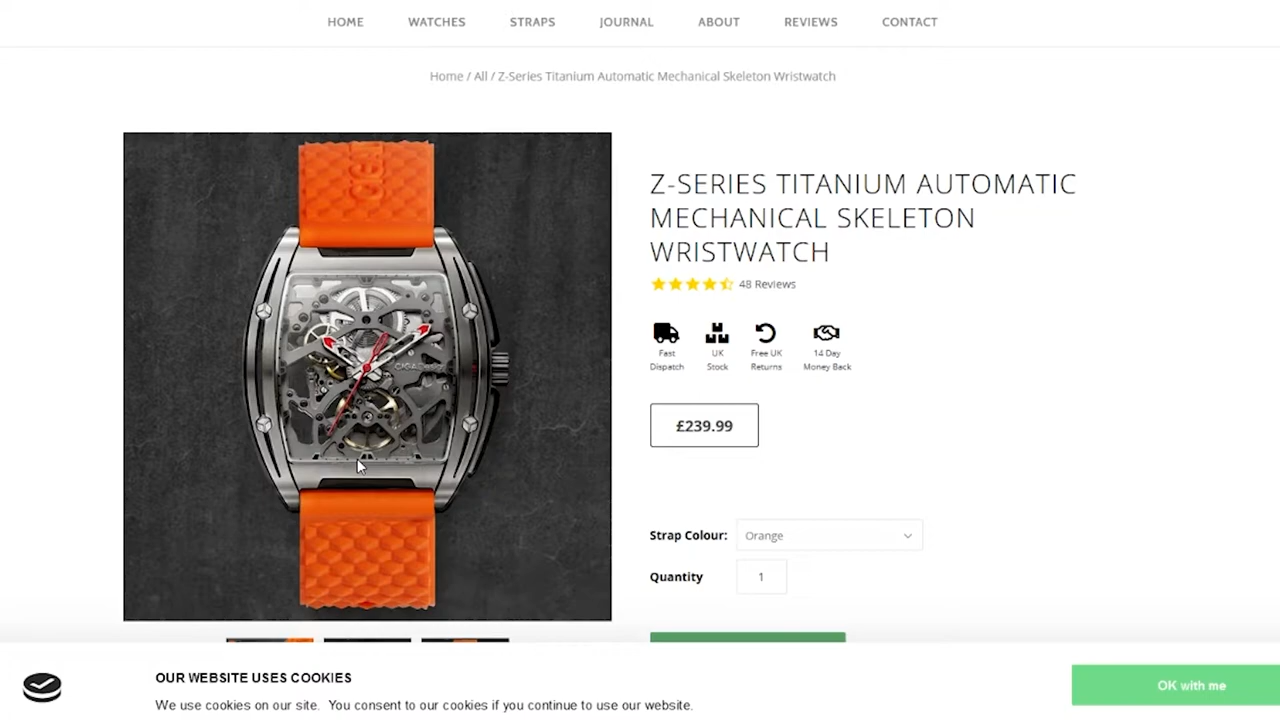 HOME WATCHES STRAPS JOURNAL ABOUT REVIEWS CONTACT
Home / All / Z-Series Titanium Automatic Mechanical Skeleton Wristwatch
Z-SERIES TITANIUM AUTOMATIC
MECHANICAL SKELETON
WRISTWATCH
48 Reviews
Fast
Dispatch
UK
Stock
Free UK
Returns
14 Day
Money Back
£239.99
Strap Colour: Orange
Quantity 1
OUR WEBSITE USES COOKIES
We use cookies on our site. You consent to our cookies if you continue to use our website.
OK with me